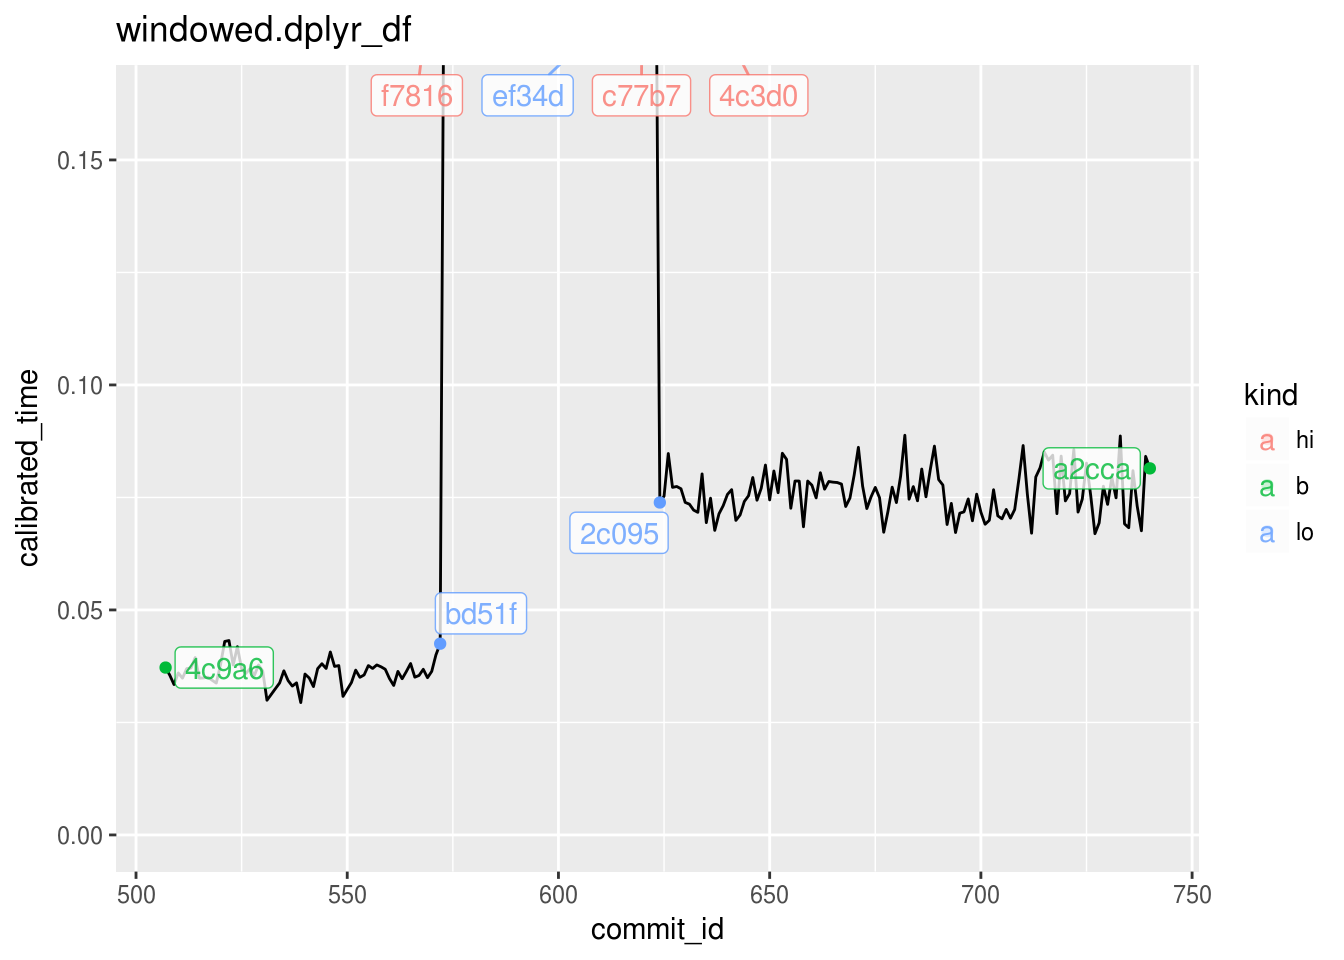 windowed.dplyr_df
f7816
ef34d
c77b7
4c3d0
0.15
0.10
0.05
0.00
calibrated_time
2c095
bd51f
4c9a6
a2cca
500
550
600
650
700
750
commit_id
kind
a hi
a b
a lo